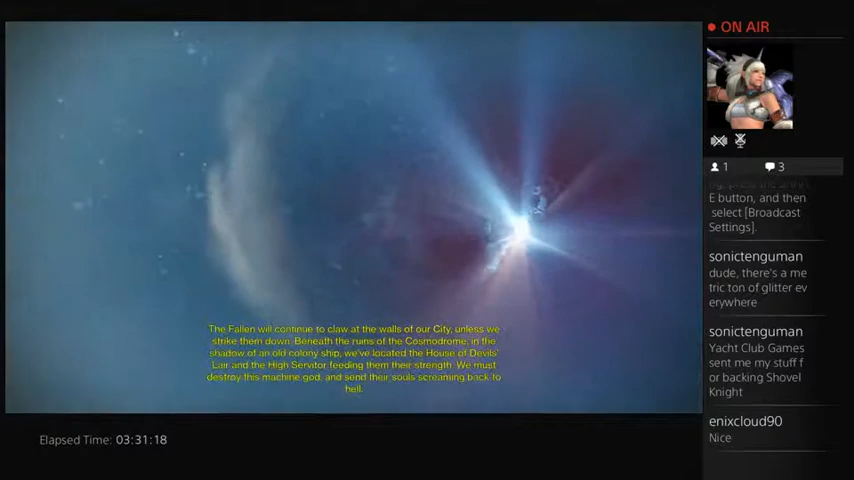 ON AIR
1 3
E button, and then
select [Broadcast
Settings].
sonictenguman
dude, there's a me
tric ton of glitter ev
erywhere
sonictenguman
Yacht Club Games
sent me my stuff f
or backing Shovel
Knight
enixcloud90
Nice
The Fallen will continue to claw at the walls of our City, unless we
strike them down. Beneath the ruins of the Cosmodrome, in the
shadow of an old colony ship, we've located the House of Devils'
Lair and the High Servitor feeding them their strength. We must
destroy this machine god, and send their souls screaming back to
hell.
Elapsed Time: 03:31:18